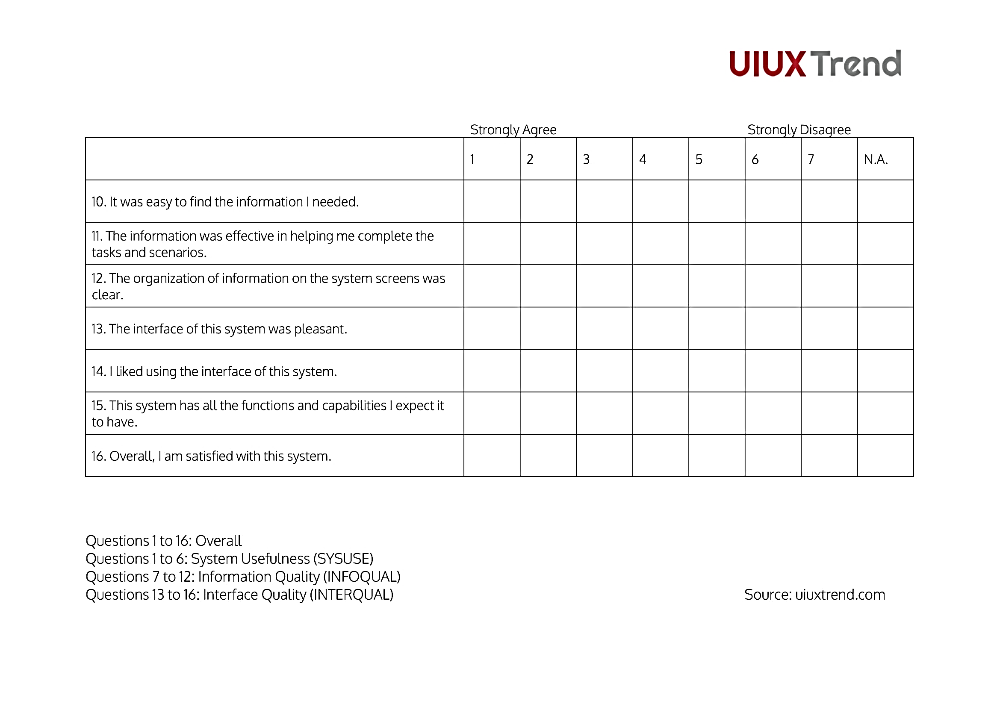 UIUX Trend
Strongly Agree Strongly Disagree
1 2 3 4 5 6 7 N.A.
10. It was easy to find the information I needed.
11. The information was effective in helping me complete the
tasks and scenarios.
12. The organization of information on the system screens was
clear.
13. The interface of this system was pleasant.
14. I liked using the interface of this system.
15. This system has all the functions and capabilities I expect it
to have.
16. Overall, I am satisfied with this system.
Questions 1 to 16: Overall
Questions 1 to 6: System Usefulness (SYSUSE)
Questions 7 to 12: Information Quality (INFOQUAL)
Questions 13 to 16: Interface Quality (INTERQUAL)
Source: uiuxtrend.com